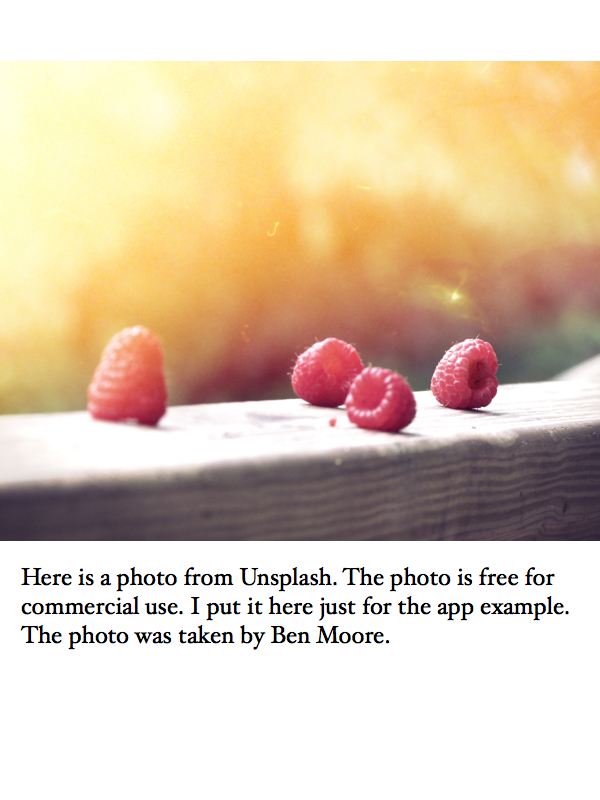 Here is a photo from Unsplash. The photo is free for
commercial use. I put it here just for the app example.
The photo was taken by Ben Moore.